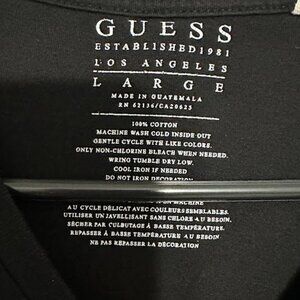 GUESS
ESTABLISHED 1981
LOS ANGELES
LARGE
MADE IN GUATEMALA
RN 62136/CA20625
100% COTTON
MACHINE WASH COLD INSIDE OUT
GENTLE CYCLE WITH LIKE COLORS.
ONLY NON-CHLORINE BLEACH WHEN NEEDED.
WRING TUMBLE DRY LOW.
COOL IRON IF NEEDED
DO NOT IRON DECORATION
MACHINE
AU CYCLE DÉLICAT AVEC COULEURS SEMBLABLES.
UTILISER UN JAVELLISANT SANS CHLORE AU BESOIN.
SÉCHER PAR CULBUTAGE À BASSE TEMPÉRATURE.
REPASSER À BASSE TEMPÉRATURE AU BESOIN.
NE PAS REPASSER LA DÉCORATION